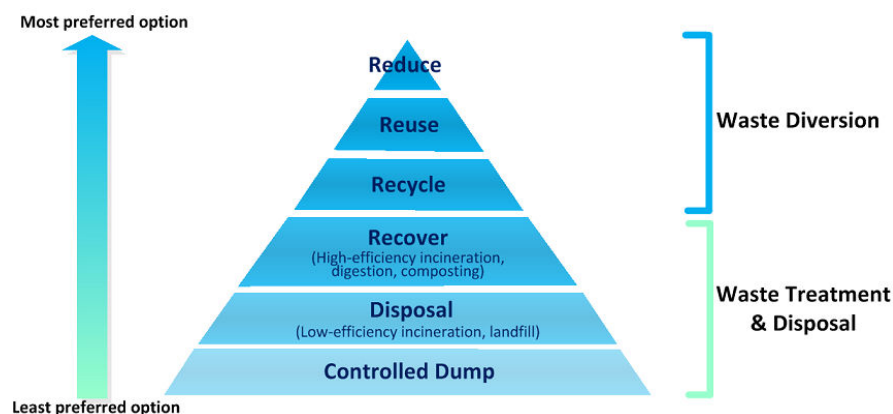 Most preferred option
Reduce
Reuse
Recycle
Recover
(High-efficiency incineration,
digestion, composting)
Disposal
(Low-efficiency incineration, landfill)
Controlled Dump
Least preferred option
Waste Diversion
Waste Treatment
& Disposal